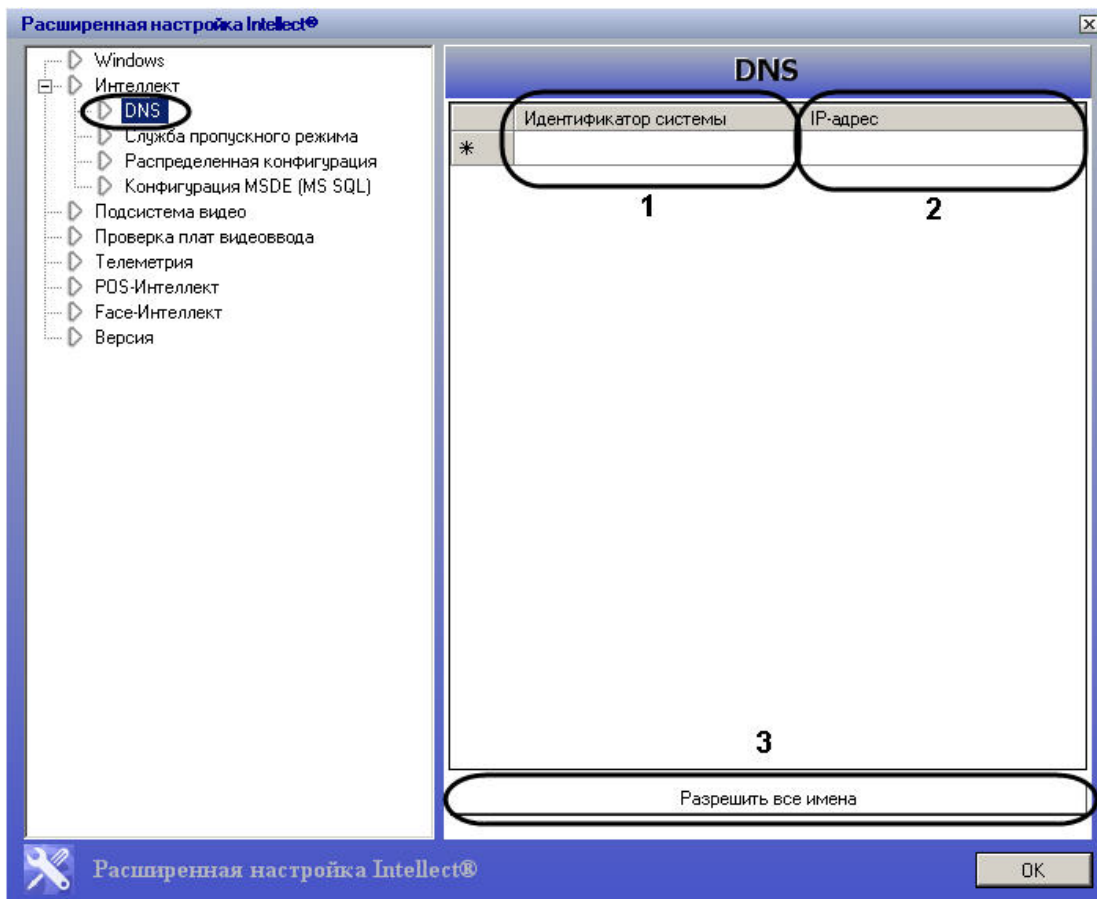 Расширенная настройка Intellect®
Windows
Интеллект
DNS
Служба пропускного режима
Распределенная конфигурация
Конфигурация MSDE (MS SQL)
Подсистема видео
Проверка плат видеоввода
Телеметрия
POS-Интеллект
Face-Интеллект
Версия
DNS
Идентификатор системы IP-адрес
1 2
3
Разрешить все имена
Расширенная настройка Intellect®
OK